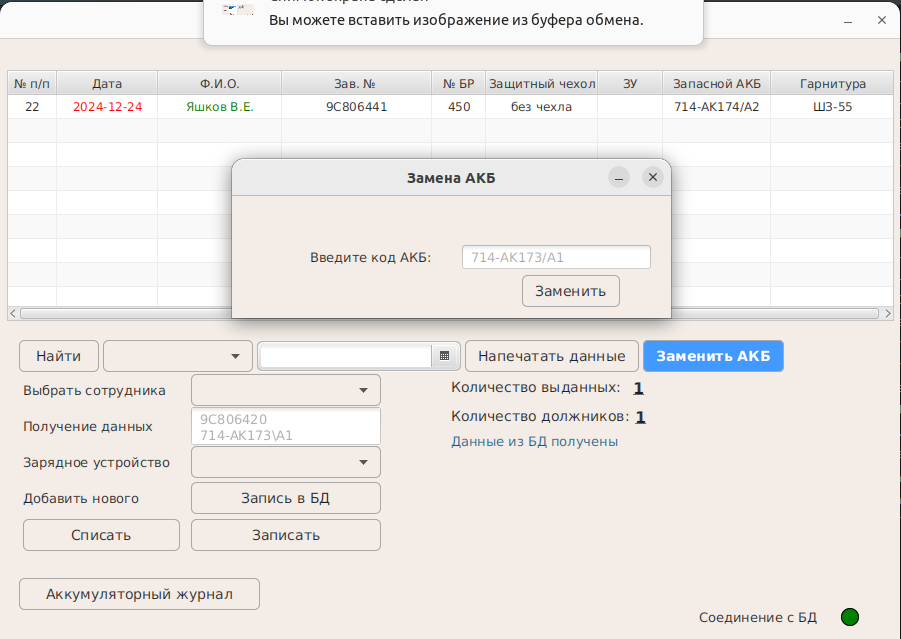 Вы можете вставить изображение из буфера обмена.
№ п/п Дата Ф.И.О. Зав. № № БР Защитный чехол ЗУ Запасной АКБ Гарнитура
22 2024-12-24 Яшков В.Е. 9С806441 450 без чехла 714-АК174/А2 ШЗ-55
Замена АКБ
Введите код АКБ: 714-АК173/А1
Заменить
Найти Напечатать данные Заменить АКБ
Выбрать сотрудника Количество выданных: 1
Получение данных 9С806420
714-АК173\А1
Количество должников: 1
Данные из БД получены
Зарядное устройство
Добавить нового Запись в БД
Списать Записать
Аккумуляторный журнал
Соединение с БД